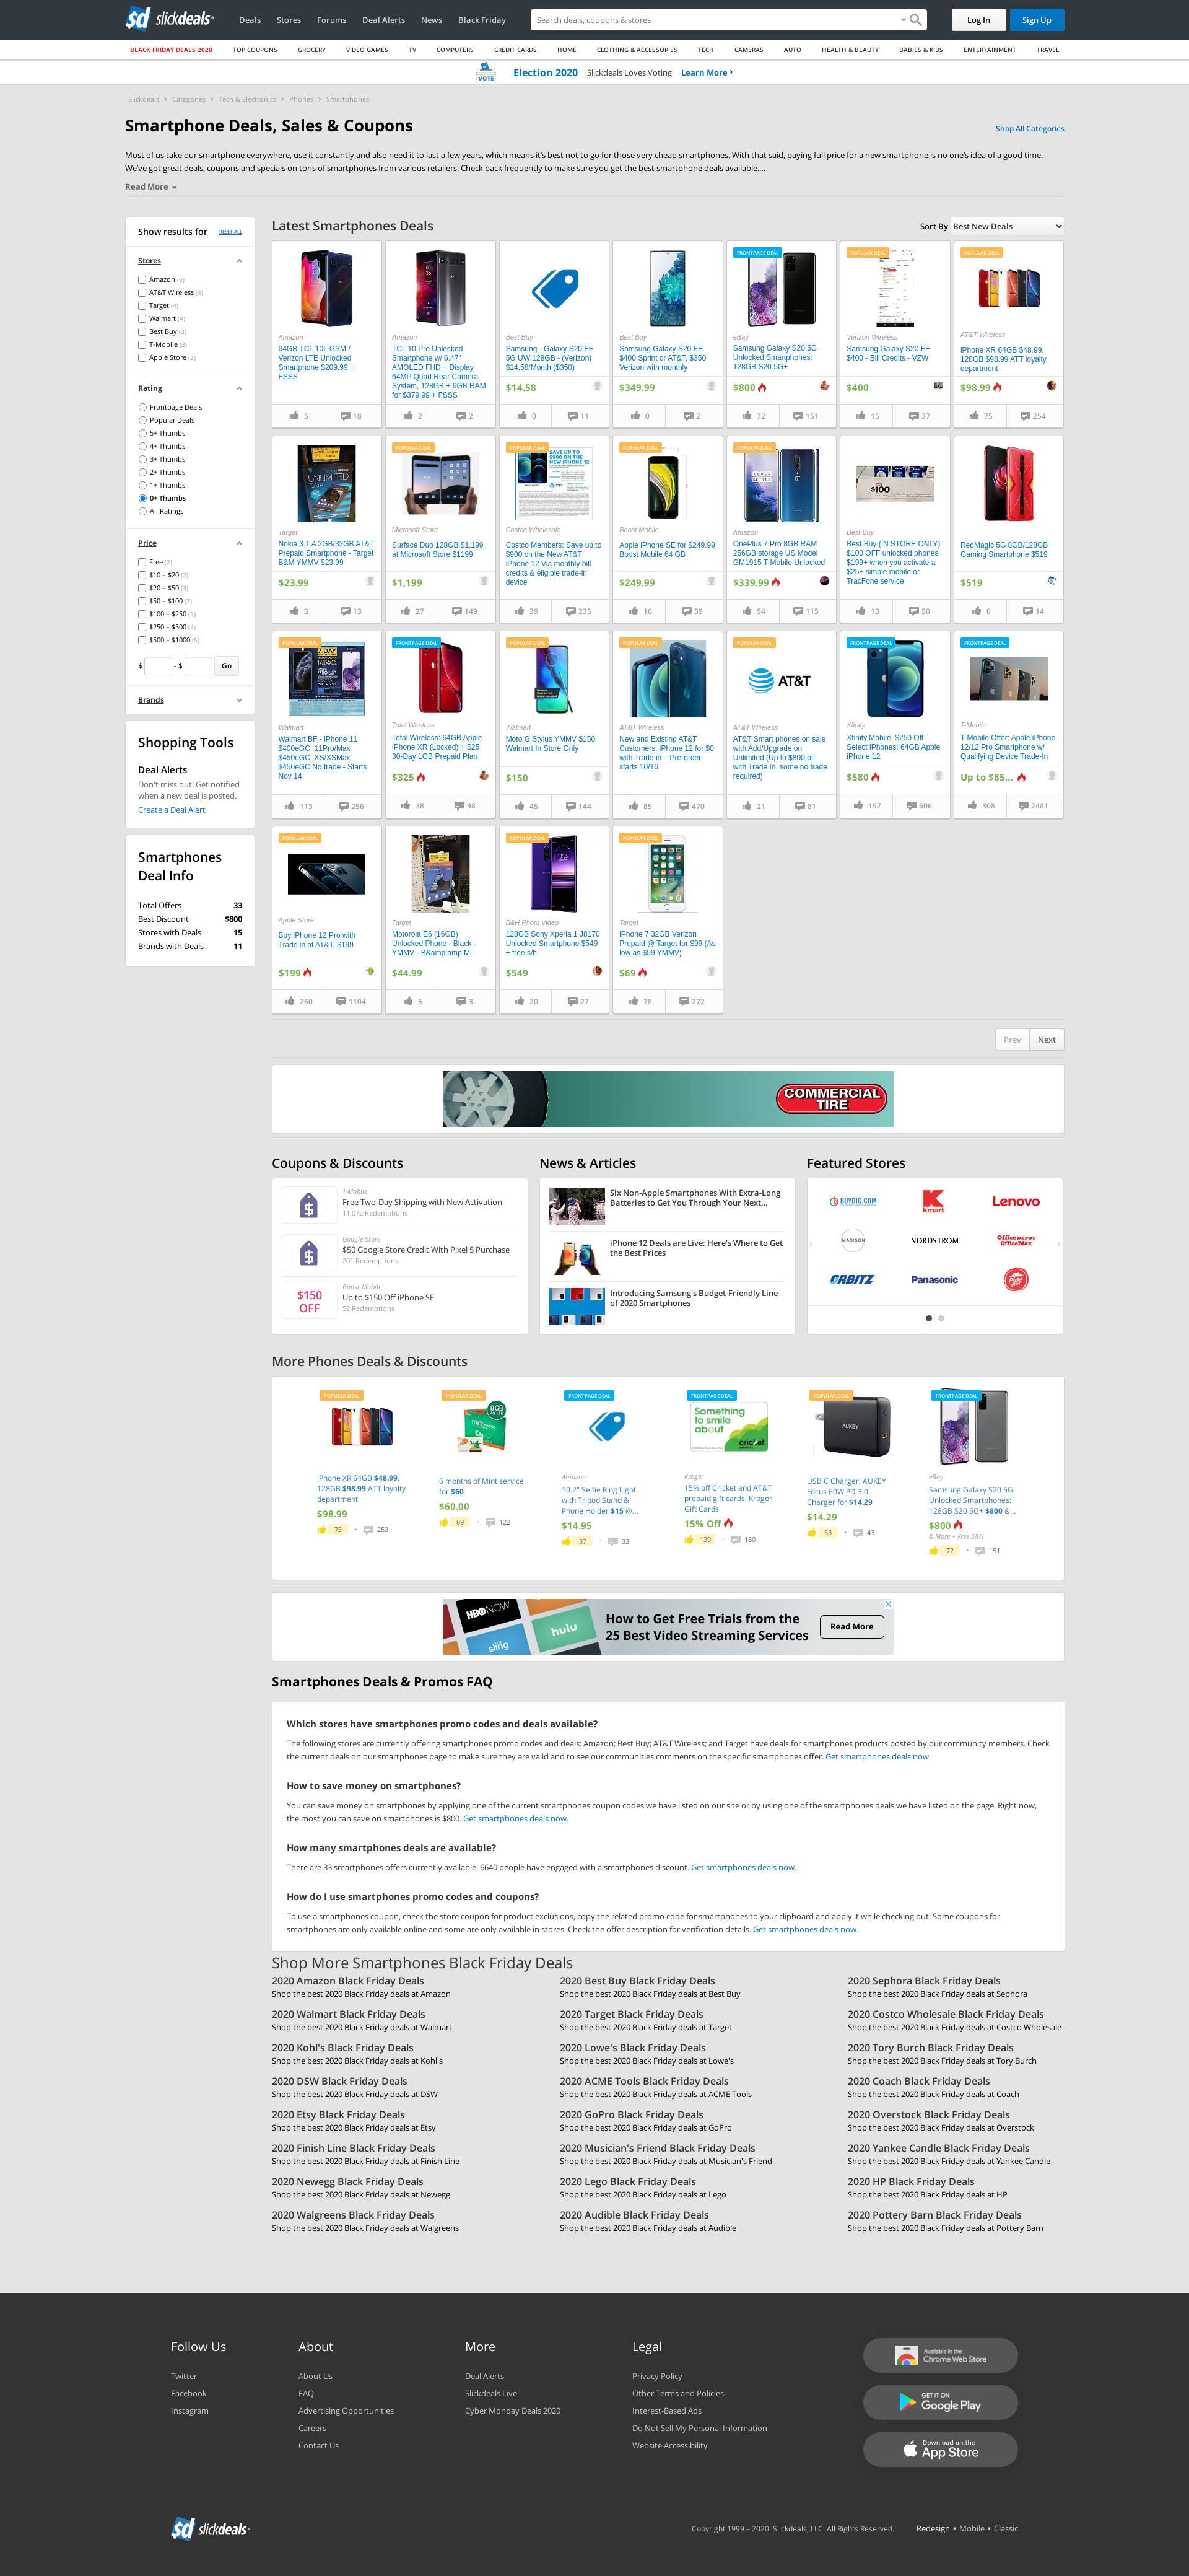 slickdeals
Deals
Stores
Forums
Deal Alerts
News
Black Friday
Search deals, coupons & stores
Log In
Sign Up
BLACK FRIDAY DEALS 2020
TOP COUPONS
GROCERY
VIDEO GAMES
TV
COMPUTERS
CREDIT CARDS
HOME
CLOTHING & ACCESSORIES
TECH
CAMERAS
AUTO
HEALTH & BEAUTY
BABIES & KIDS
ENTERTAINMENT
TRAVEL
VOTE
Election 2020 Slickdeals Loves Voting Learn More
Slickdeals > Categories > Tech & Electronics > Phones > Smartphones
Smartphone Deals, Sales & Coupons
Shop All Categories
Most of us take our smartphone everywhere, use it constantly and also need it to last a few years, which means it's best not to go for those very cheap smartphones. With that said, paying full price for a new smartphone is no one's idea of a good time.
We've got great deals, coupons and specials on tons of smartphones from various retailers. Check back frequently to make sure you get the best smartphone deals available....
Read More
Show results for
RESET ALL
Stores
Amazon (6)
AT&T Wireless (4)
Target (4)
Walmart (4)
Best Buy (3)
T-Mobile (3)
Apple Store (2)
Rating
Frontpage Deals
Popular Deals
5+ Thumbs
4+ Thumbs
3+ Thumbs
2+ Thumbs
1+ Thumbs
0+ Thumbs
All Ratings
Price
Free (2)
$10 – $20 (2)
$20 – $50 (3)
$50 – $100 (3)
$100 – $250 (5)
$250 – $500 (4)
$500 – $1000 (5)
$ - $ Go
Brands
Shopping Tools
Deal Alerts
Don't miss out! Get notified
when a new deal is posted.
Create a Deal Alert
Smartphones
Deal Info
Total Offers 33
Best Discount $800
Stores with Deals 15
Brands with Deals 11
Latest Smartphones Deals
Sort By Best New Deals
Amazon
64GB TCL 10L GSM /
Verizon LTE Unlocked
Smartphone $209.99 +
FSSS
5 18
Amazon
TCL 10 Pro Unlocked
Smartphone w/ 6.47"
AMOLED FHD + Display,
64MP Quad Rear Camera
System, 128GB + 6GB RAM
for $379.99 + FSSS
2 2
Best Buy
Samsung - Galaxy S20 FE
5G UW 128GB - (Verizon)
$14.58/Month ($350)
$14.58
0 11
Best Buy
Samsung Galaxy S20 FE
$400 Sprint or AT&T, $350
Verizon with monthly
$349.99
0 2
FRONTPAGE DEAL
eBay
Samsung Galaxy S20 5G
Unlocked Smartphones:
128GB S20 5G+
$800
72 151
POPULAR DEAL
Verizon Wireless
Samsung Galaxy S20 FE
$400 - Bill Credits - VZW
$400
15 37
POPULAR DEAL
AT&T Wireless
iPhone XR 64GB $48.99,
128GB $98.99 ATT loyalty
department
$98.99
75 254
UNLIMITED
DATA
Target
Nokia 3.1 A 2GB/32GB AT&T
Prepaid Smartphone - Target
B&M YMMV $23.99
$23.99
3 13
POPULAR DEAL
Microsoft Store
Surface Duo 128GB $1,199
at Microsoft Store $1199
$1,199
27 149
POPULAR DEAL
SAVE UP TO
$900 ON THE
NEW IPHONE 12
Costco Wholesale
Costco Members: Save up to
$900 on the New AT&T
iPhone 12 Via monthly bill
credits & eligible trade-in
device
39 235
POPULAR DEAL
Boost Mobile
Apple iPhone SE for $249.99
Boost Mobile 64 GB
$249.99
16 59
POPULAR DEAL
Amazon
OnePlus 7 Pro 8GB RAM
256GB storage US Model
GM1915 T-Mobile Unlocked
$339.99
54 115
$100
Best Buy
Best Buy (IN STORE ONLY)
$100 OFF unlocked phones
$199+ when you activate a
$25+ simple mobile or
TracFone service
13 50
RedMagic 5G 8GB/128GB
Gaming Smartphone $519
$519
0 14
POPULAR DEAL
Walmart
Walmart BF - iPhone 11
$400eGC, 11Pro/Max
$450eGC, XS/XSMax
$450eGC No trade - Starts
Nov 14
113 256
FRONTPAGE DEAL
Total Wireless
Total Wireless: 64GB Apple
iPhone XR (Locked) + $25
30-Day 1GB Prepaid Plan
$325
38 98
POPULAR DEAL
Walmart
Moto G Stylus YMMV $150
Walmart In Store Only
$150
45 144
POPULAR DEAL
AT&T Wireless
New and Existing AT&T
Customers: iPhone 12 for $0
with Trade in – Pre-order
starts 10/16
85 470
POPULAR DEAL
AT&T
AT&T Wireless
AT&T Smart phones on sale
with Add/Upgrade on
Unlimited (Up to $800 off
with Trade In, some no trade
required)
21 81
FRONTPAGE DEAL
Xfinity
Xfinity Mobile: $250 Off
Select iPhones: 64GB Apple
iPhone 12
$580
157 606
FRONTPAGE DEAL
T-Mobile
T-Mobile Offer: Apple iPhone
12/12 Pro Smartphone w/
Qualifying Device Trade-In
Up to $85...
308 2481
POPULAR DEAL
Apple Store
Buy iPhone 12 Pro with
Trade in at AT&T, $199
$199
260 1104
Target
Motorola E6 (16GB)
Unlocked Phone - Black -
YMMV - B&amp;amp;M -
$44.99
5 3
POPULAR DEAL
B&H Photo Video
128GB Sony Xperia 1 J8170
Unlocked Smartphone $549
+ free s/h
$549
20 27
POPULAR DEAL
Target
iPhone 7 32GB Verizon
Prepaid @ Target for $99 (As
low as $59 YMMV)
$69
78 272
Prev Next
COMMERCIAL
TIRE
Coupons & Discounts
T-Mobile
Free Two-Day Shipping with New Activation
11,072 Redemptions
Google Store
$50 Google Store Credit With Pixel 5 Purchase
201 Redemptions
$150
OFF
Boost Mobile
Up to $150 Off iPhone SE
52 Redemptions
News & Articles
Six Non-Apple Smartphones With Extra-Long
Batteries to Get You Through Your Next...
iPhone 12 Deals are Live: Here's Where to Get
the Best Prices
Introducing Samsung's Budget-Friendly Line
of 2020 Smartphones
Featured Stores
BUYDIG.COM
Kmart
Lenovo
MADISON
NORDSTROM
Office DEPOT
OfficeMax
ORBITZ
Panasonic
More Phones Deals & Discounts
POPULAR DEAL
iPhone XR 64GB $48.99,
128GB $98.99 ATT loyalty
department
$98.99
75 · 253
POPULAR DEAL
8GB
6 months of Mint service
for $60
$60.00
69 · 122
FRONTPAGE DEAL
Amazon
10.2" Selfie Ring Light
with Tripod Stand &
Phone Holder $15 @...
$14.95
37 · 33
FRONTPAGE DEAL
Something
to smile
about
cricket
Kroger
15% off Cricket and AT&T
prepaid gift cards, Kroger
Gift Cards
15% Off
139 · 180
POPULAR DEAL
AUKEY
USB C Charger, AUKEY
Focus 60W PD 3.0
Charger for $14.29
$14.29
53 · 43
FRONTPAGE DEAL
eBay
Samsung Galaxy S20 5G
Unlocked Smartphones:
128GB S20 5G+ $800 &...
$800
& More + Free S&H
72 · 151
HBO NOW
hulu
sling
How to Get Free Trials from the
25 Best Video Streaming Services
Read More
Smartphones Deals & Promos FAQ
Which stores have smartphones promo codes and deals available?
The following stores are currently offering smartphones promo codes and deals: Amazon; Best Buy; AT&T Wireless; and Target have deals for smartphones products posted by our community members. Check
the current deals on our smartphones page to make sure they are valid and to see our communities comments on the specific smartphones offer. Get smartphones deals now.
How to save money on smartphones?
You can save money on smartphones by applying one of the current smartphones coupon codes we have listed on our site or by using one of the smartphones deals we have listed on the page. Right now,
the most you can save on smartphones is $800. Get smartphones deals now.
How many smartphones deals are available?
There are 33 smartphones offers currently available. 6640 people have engaged with a smartphones discount. Get smartphones deals now.
How do I use smartphones promo codes and coupons?
To use a smartphones coupon, check the store coupon for product exclusions, copy the related promo code for smartphones to your clipboard and apply it while checking out. Some coupons for
smartphones are only available online and some are only available in stores. Check the offer description for verification details. Get smartphones deals now.
Shop More Smartphones Black Friday Deals
2020 Amazon Black Friday Deals
Shop the best 2020 Black Friday deals at Amazon
2020 Best Buy Black Friday Deals
Shop the best 2020 Black Friday deals at Best Buy
2020 Sephora Black Friday Deals
Shop the best 2020 Black Friday deals at Sephora
2020 Walmart Black Friday Deals
Shop the best 2020 Black Friday deals at Walmart
2020 Target Black Friday Deals
Shop the best 2020 Black Friday deals at Target
2020 Costco Wholesale Black Friday Deals
Shop the best 2020 Black Friday deals at Costco Wholesale
2020 Kohl's Black Friday Deals
Shop the best 2020 Black Friday deals at Kohl's
2020 Lowe's Black Friday Deals
Shop the best 2020 Black Friday deals at Lowe's
2020 Tory Burch Black Friday Deals
Shop the best 2020 Black Friday deals at Tory Burch
2020 DSW Black Friday Deals
Shop the best 2020 Black Friday deals at DSW
2020 ACME Tools Black Friday Deals
Shop the best 2020 Black Friday deals at ACME Tools
2020 Coach Black Friday Deals
Shop the best 2020 Black Friday deals at Coach
2020 Etsy Black Friday Deals
Shop the best 2020 Black Friday deals at Etsy
2020 GoPro Black Friday Deals
Shop the best 2020 Black Friday deals at GoPro
2020 Overstock Black Friday Deals
Shop the best 2020 Black Friday deals at Overstock
2020 Finish Line Black Friday Deals
Shop the best 2020 Black Friday deals at Finish Line
2020 Musician's Friend Black Friday Deals
Shop the best 2020 Black Friday deals at Musician's Friend
2020 Yankee Candle Black Friday Deals
Shop the best 2020 Black Friday deals at Yankee Candle
2020 Newegg Black Friday Deals
Shop the best 2020 Black Friday deals at Newegg
2020 Lego Black Friday Deals
Shop the best 2020 Black Friday deals at Lego
2020 HP Black Friday Deals
Shop the best 2020 Black Friday deals at HP
2020 Walgreens Black Friday Deals
Shop the best 2020 Black Friday deals at Walgreens
2020 Audible Black Friday Deals
Shop the best 2020 Black Friday deals at Audible
2020 Pottery Barn Black Friday Deals
Shop the best 2020 Black Friday deals at Pottery Barn
Follow Us
Twitter
Facebook
Instagram
About
About Us
FAQ
Advertising Opportunities
Careers
Contact Us
More
Deal Alerts
Slickdeals Live
Cyber Monday Deals 2020
Legal
Privacy Policy
Other Terms and Policies
Interest-Based Ads
Do Not Sell My Personal Information
Website Accessibility
Available in the
Chrome Web Store
GET IT ON
Google Play
Download on the
App Store
slickdeals
Copyright 1999 – 2020. Slickdeals, LLC. All Rights Reserved.
Redesign • Mobile • Classic